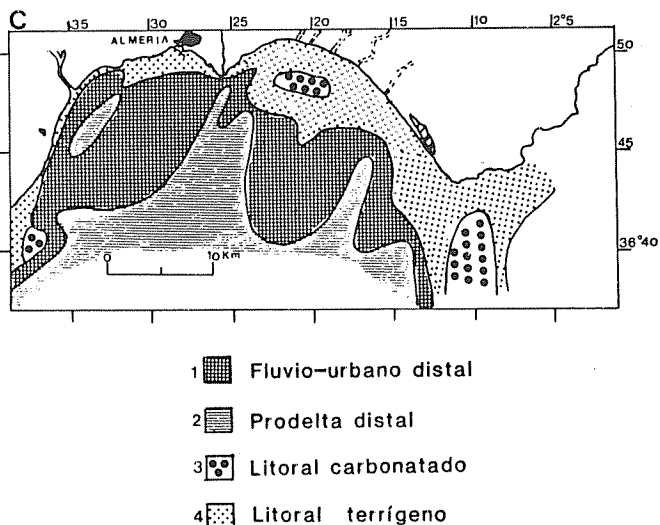 C
35 30 25 20 15 10 2°5
ALMERIA
50
45
36°40
0 10 Km
1 Fluvio-urbano distal
2 Prodelta distal
3 Litoral carbonatado
4 Litoral terrígeno